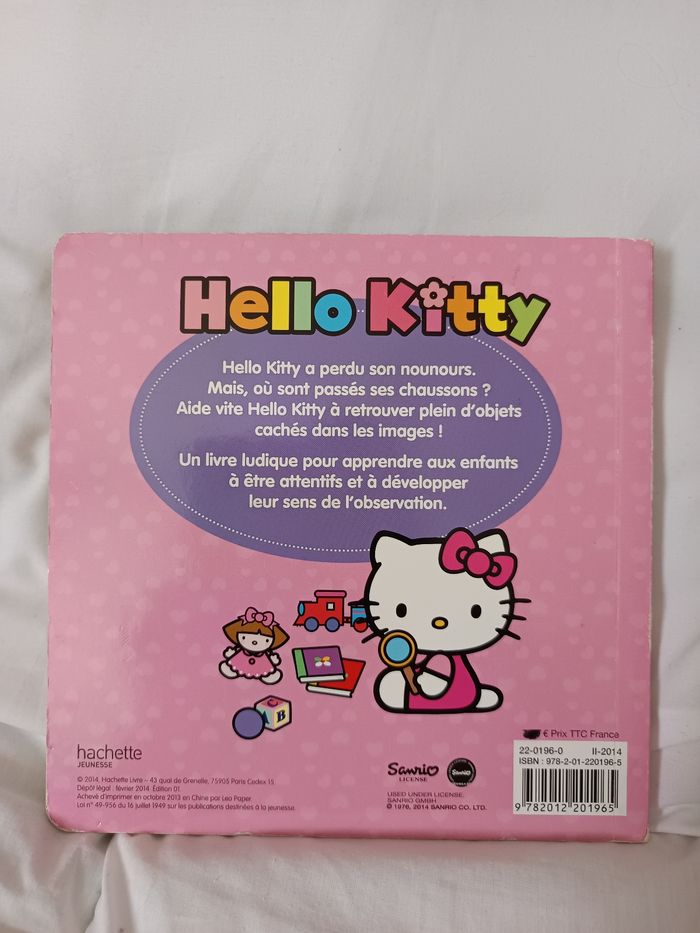 Hello Kitty
Hello Kitty a perdu son nounours.
Mais, où sont passés ses chaussons ?
Aide vite Hello Kitty à retrouver plein d'objets
cachés dans les images !
Un livre ludique pour apprendre aux enfants
à être attentifs et à développer
leur sens de l'observation.
C
A B
hachette
JEUNESSE
© 2014, Hachette Livre – 43 quai de Grenelle, 75905 Paris Cedex 15.
Dépôt légal : février 2014. Édition 01.
Achevé d'imprimer en octobre 2013 en Chine par Leo Paper
Loi n° 49-956 du 16 juillet 1949 sur les publications destinées à la jeunesse.
Sanrio
LICENSE
USED UNDER LICENSE.
SANRIO GMBH
© 1976, 2014 SANRIO CO., LTD.
€ Prix TTC France
22-0196-0 II-2014
ISBN : 978-2-01-220196-5
9 782012 201965